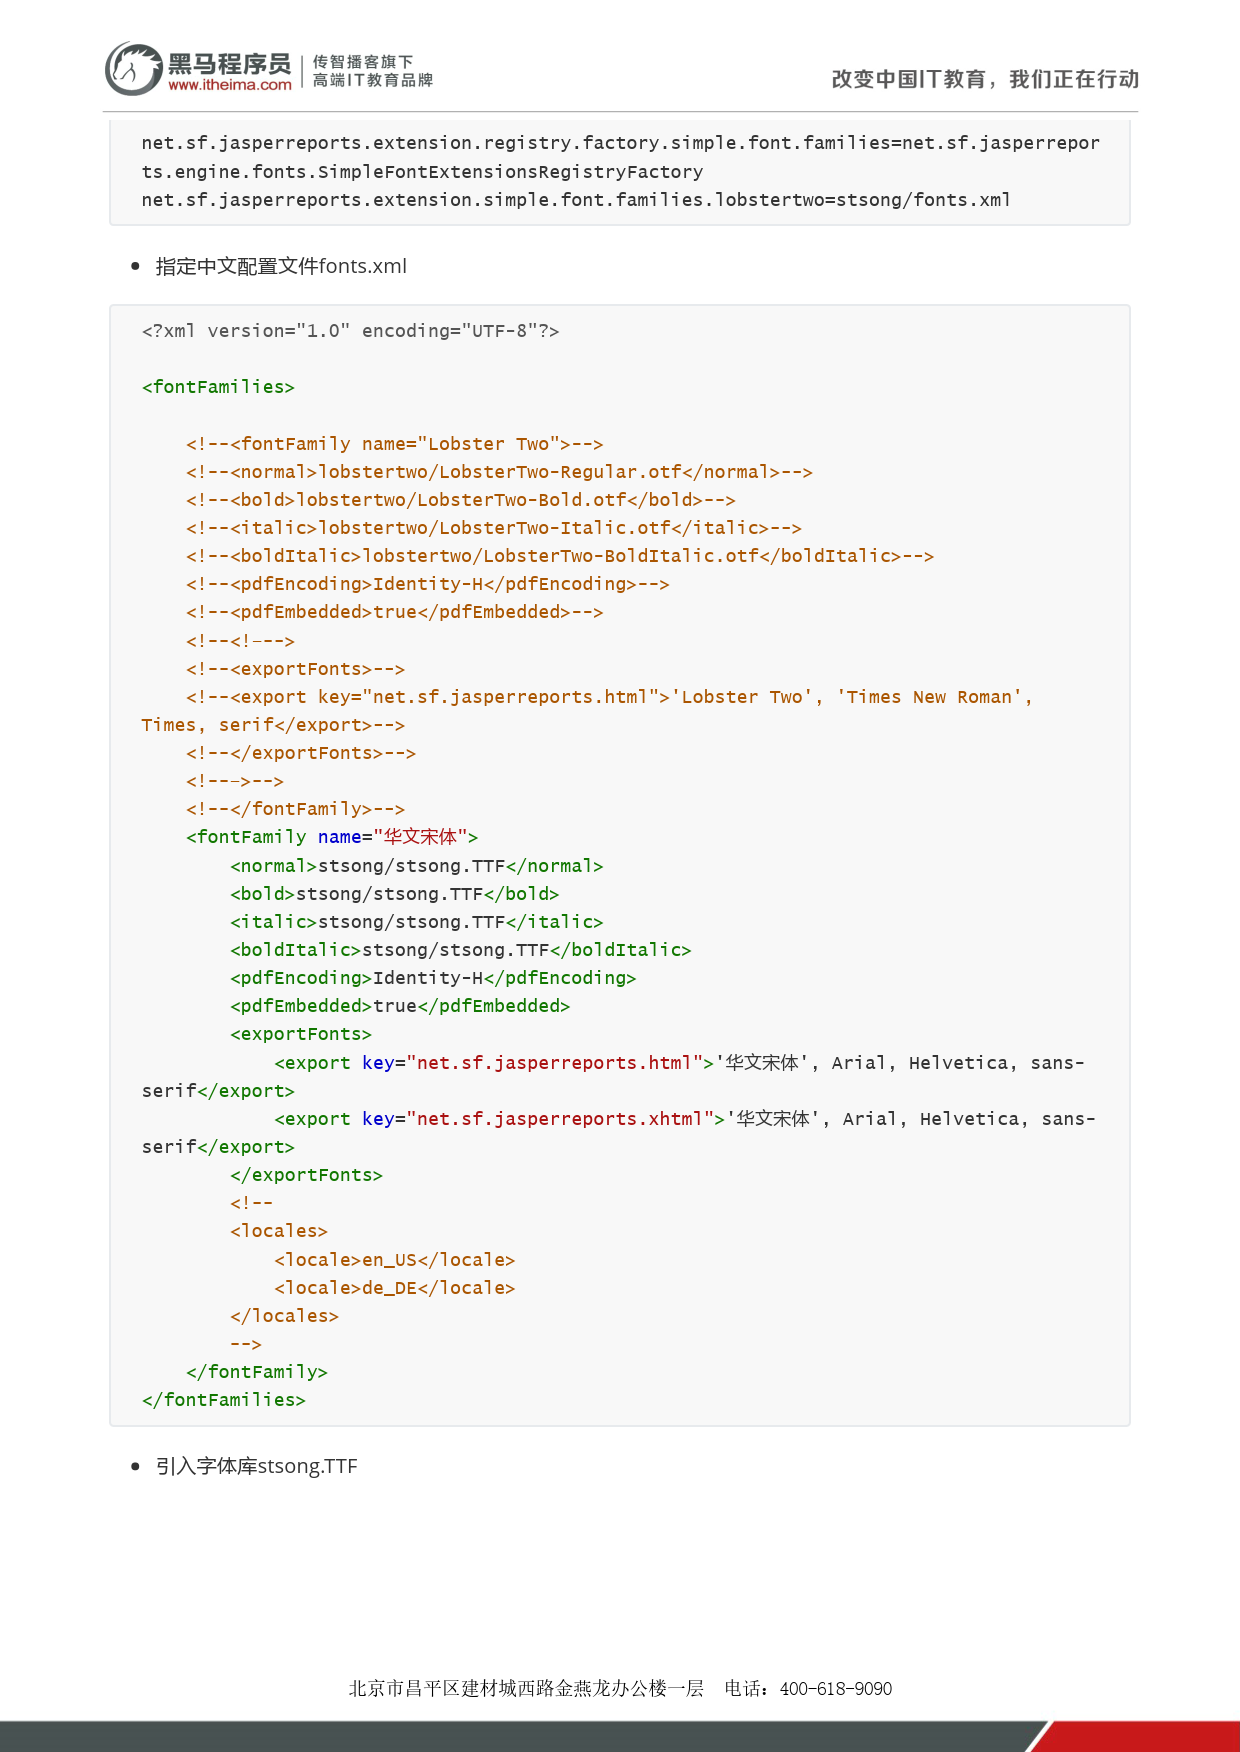 黑马程序员
www.itheima.com
传智播客旗下
高端IT教育品牌
改变中国IT教育，我们正在行动
net.sf.jasperreports.extension.registry.factory.simple.font.families=net.sf.jasperrepor
ts.engine.fonts.SimpleFontExtensionsRegistryFactory
net.sf.jasperreports.extension.simple.font.families.lobstertwo=stsong/fonts.xml
• 指定中文配置文件fonts.xml
<?xml version="1.0" encoding="UTF-8"?>
<fontFamilies>
    <!--<fontFamily name="Lobster Two">-->
    <!--<normal>lobstertwo/LobsterTwo-Regular.otf</normal>-->
    <!--<bold>lobstertwo/LobsterTwo-Bold.otf</bold>-->
    <!--<italic>lobstertwo/LobsterTwo-Italic.otf</italic>-->
    <!--<boldItalic>lobstertwo/LobsterTwo-BoldItalic.otf</boldItalic>-->
    <!--<pdfEncoding>Identity-H</pdfEncoding>-->
    <!--<pdfEmbedded>true</pdfEmbedded>-->
    <!--<!–-->
    <!--<exportFonts>-->
    <!--<export key="net.sf.jasperreports.html">'Lobster Two', 'Times New Roman',
Times, serif</export>-->
    <!--</exportFonts>-->
    <!--–>-->
    <!--</fontFamily>-->
    <fontFamily name="华文宋体">
        <normal>stsong/stsong.TTF</normal>
        <bold>stsong/stsong.TTF</bold>
        <italic>stsong/stsong.TTF</italic>
        <boldItalic>stsong/stsong.TTF</boldItalic>
        <pdfEncoding>Identity-H</pdfEncoding>
        <pdfEmbedded>true</pdfEmbedded>
        <exportFonts>
            <export key="net.sf.jasperreports.html">'华文宋体', Arial, Helvetica, sans-
serif</export>
            <export key="net.sf.jasperreports.xhtml">'华文宋体', Arial, Helvetica, sans-
serif</export>
        </exportFonts>
        <!--
        <locales>
            <locale>en_US</locale>
            <locale>de_DE</locale>
        </locales>
        -->
    </fontFamily>
</fontFamilies>
• 引入字体库stsong.TTF
北京市昌平区建材城西路金燕龙办公楼一层 电话：400-618-9090